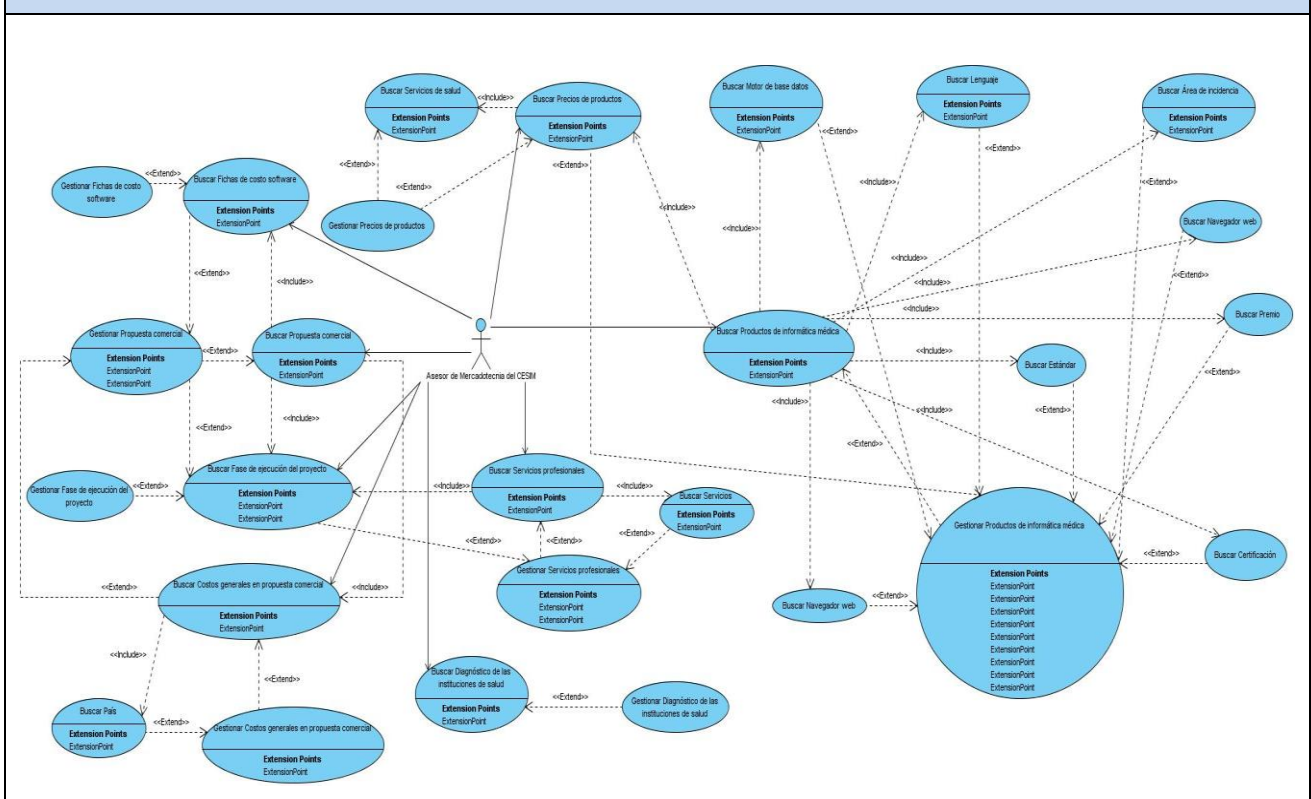 Buscar Servicios de salud
Extension Points
ExtensionPoint
<<Include>>
Buscar Precios de productos
Extension Points
ExtensionPoint
Buscar Motor de base datos
Extension Points
ExtensionPoint
Buscar Lenguaje
Extension Points
ExtensionPoint
Buscar Área de incidencia
Extension Points
ExtensionPoint
<<Extend>>
<<Extend>>
<<Extend>>
<<Extend>>
<<Extend>>
<<Extend>>
Gestionar Fichas de costo
software
<<Extend>>
Buscar Fichas de costo software
Extension Points
ExtensionPoint
<<Extend>>
Gestionar Precios de productos
<<Include>>
<<Include>>
<<Include>>
Buscar Navegador web
<<Extend>>
<<Include>>
<<Include>>
<<Include>>
<<Include>>
Buscar Premio
Gestionar Propuesta comercial
Extension Points
ExtensionPoint
ExtensionPoint
<<Extend>>
Buscar Propuesta comercial
Extension Points
ExtensionPoint
Asesor de Mercadotecnia del CESIM
Buscar Productos de informática médica
Extension Points
ExtensionPoint
<<Include>>
Buscar Estándar
<<Extend>>
<<Include>>
<<Include>>
<<Extend>>
<<Include>>
<<Extend>>
Gestionar Fase de ejecución del
proyecto
<<Extend>>
Buscar Fase de ejecución del proyecto
Extension Points
ExtensionPoint
ExtensionPoint
<<Include>>
Buscar Servicios profesionales
Extension Points
ExtensionPoint
<<Include>>
Buscar Servicios
Extension Points
ExtensionPoint
<<Extend>>
<<Extend>>
<<Extend>>
Gestionar Servicios profesionales
Extension Points
ExtensionPoint
ExtensionPoint
Gestionar Productos de informática médica
Extension Points
ExtensionPoint
ExtensionPoint
ExtensionPoint
ExtensionPoint
ExtensionPoint
ExtensionPoint
ExtensionPoint
ExtensionPoint
ExtensionPoint
<<Extend>>
Buscar Certificación
Buscar Navegador web
<<Extend>>
<<Extend>>
Buscar Costos generales en propuesta comercial
Extension Points
ExtensionPoint
<<Include>>
<<Include>>
<<Extend>>
Buscar Diagnóstico de las
instituciones de salud
Extension Points
ExtensionPoint
<<Extend>>
Gestionar Diagnóstico de las
instituciones de salud
Buscar País
Extension Points
ExtensionPoint
<<Extend>>
Gestionar Costos generales en propuesta comercial
Extension Points
ExtensionPoint